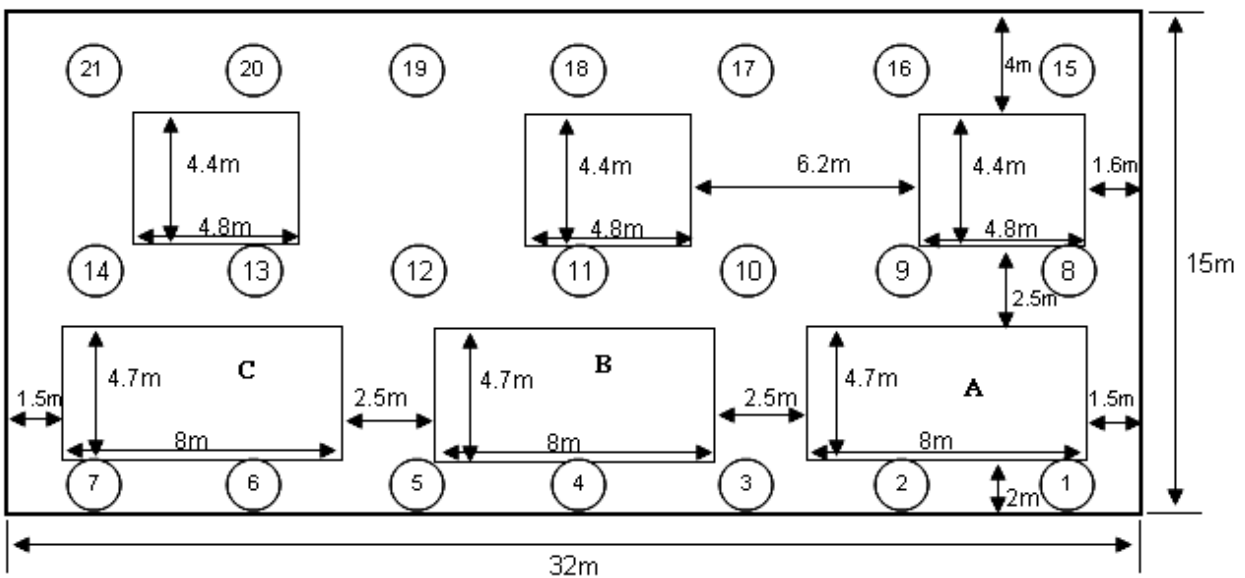 21 20 19 18 17 16 4m 15
4.4m 4.4m 6.2m 4.4m 1.6m
4.8m 4.8m 4.8m
14 13 12 11 10 9 8 15m
2.5m
C B A
4.7m 4.7m 4.7m
1.5m 2.5m 2.5m 1.5m
8m 8m 8m
7 6 5 4 3 2 2m 1
32m